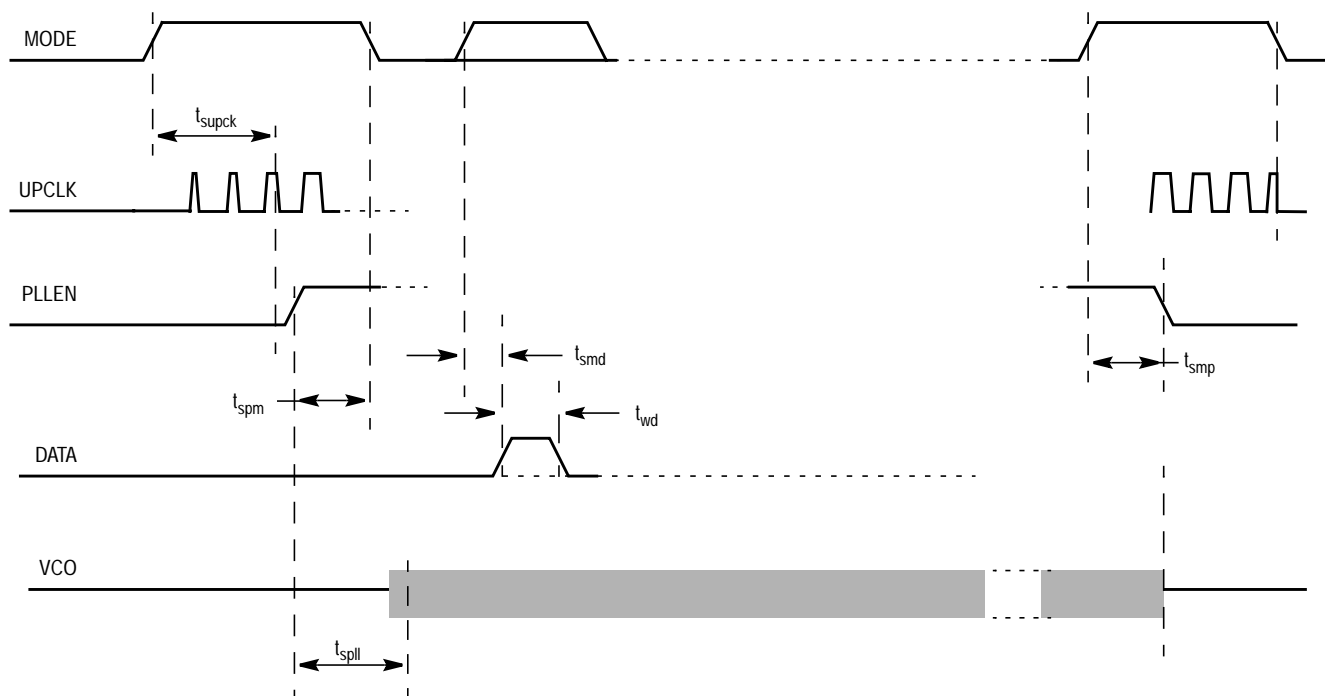 MODE
t_supck
UPCLK
PLLEN
t_smd
t_smp
t_spm
t_wd
DATA
VCO
t_spll